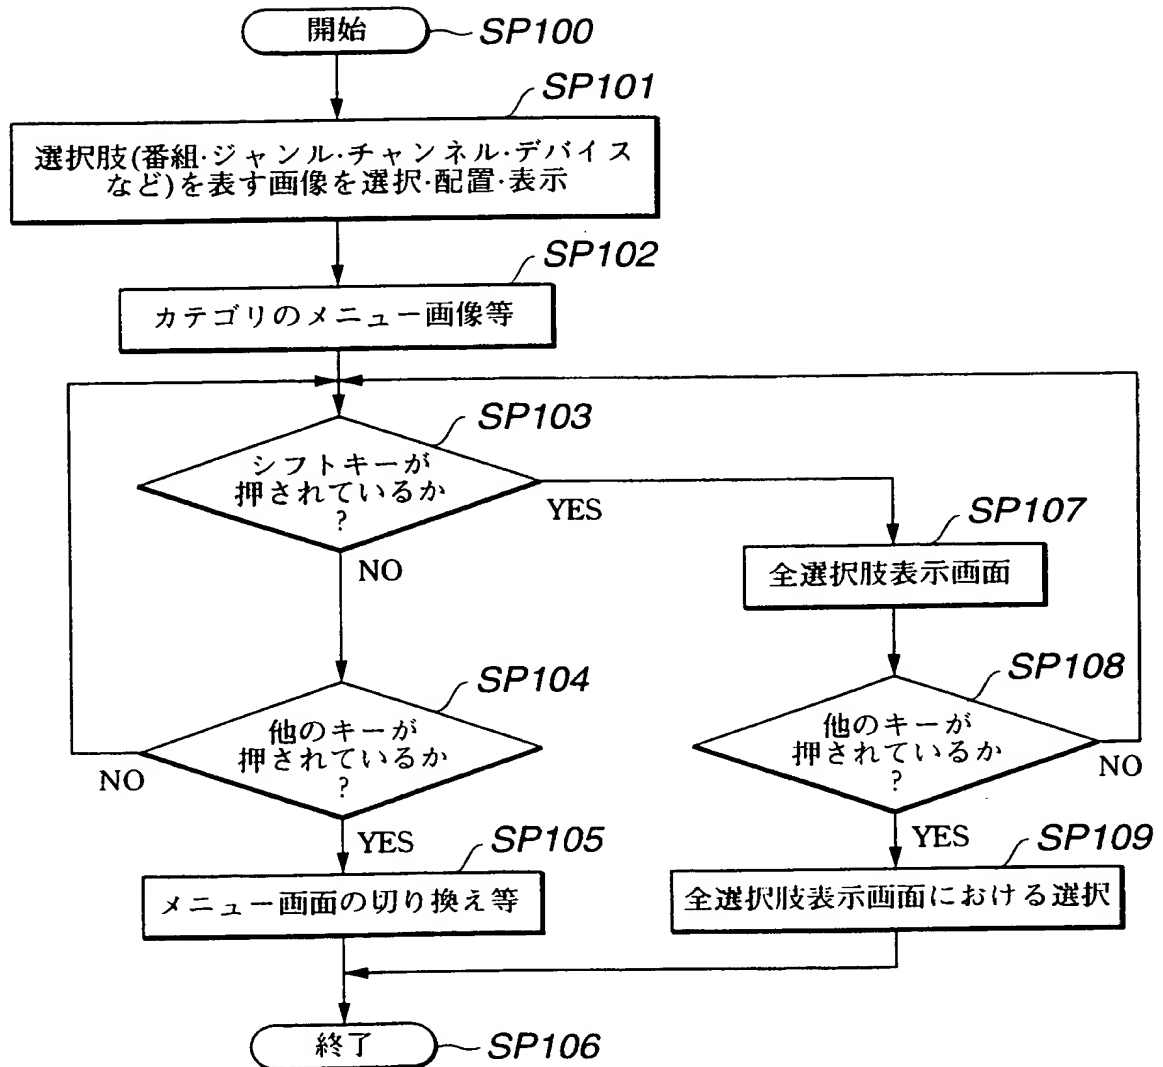 開始
SP100
SP101
選択肢(番組·ジャンル·チャンネル·デバイス
など)を表す画像を選択·配置·表示
SP102
カテゴリのメニュー画像等
SP103
シフトキーが
押されているか
?
YES
NO
SP107
全選択肢表示画面
SP104
他のキーが
押されているか
?
NO
YES
SP108
他のキーが
押されているか
?
NO
YES
SP105
メニュー画面の切り換え等
SP109
全選択肢表示画面における選択
終了
SP106